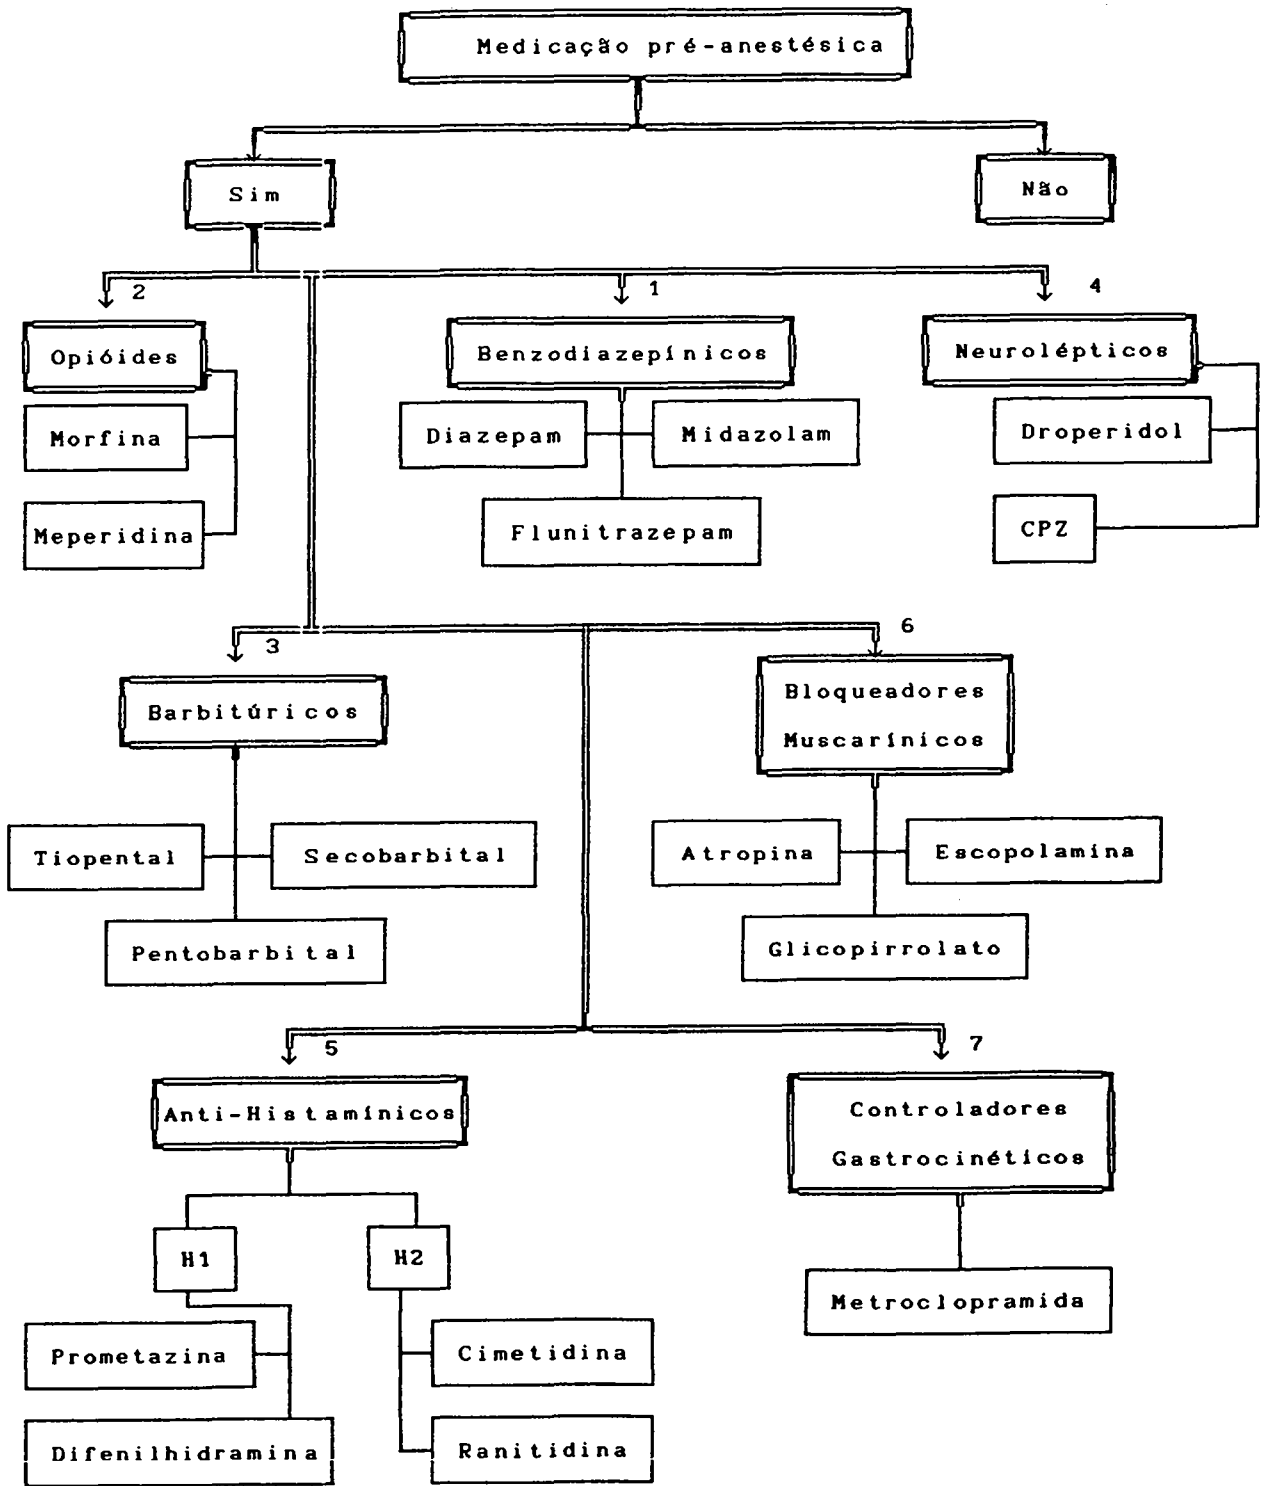 Medicação pré-anestésica
Sim
Não
2
1
4
Opióides
Benzodiazepínicos
Neurolépticos
Morfina
Diazepam
Midazolam
Droperidol
Meperidina
Flunitrazepam
CPZ
3
6
Barbitúricos
Bloqueadores
Muscarínicos
Tiopental
Secobarbital
Atropina
Escopolamina
Pentobarbital
Glicopirrolato
5
7
Anti-Histamínicos
Controladores
Gastrocinéticos
H1
H2
Metroclopramida
Prometazina
Cimetidina
Difenilhidramina
Ranitidina